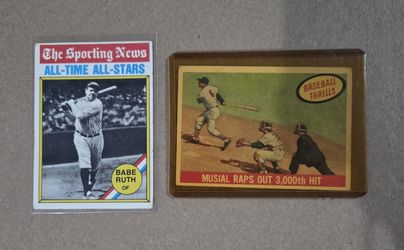 The Sporting News
ALL-TIME ALL-STARS
BABE
RUTH
OF
BASEBALL
THRILLS
MUSIAL RAPS OUT 3,000th HIT